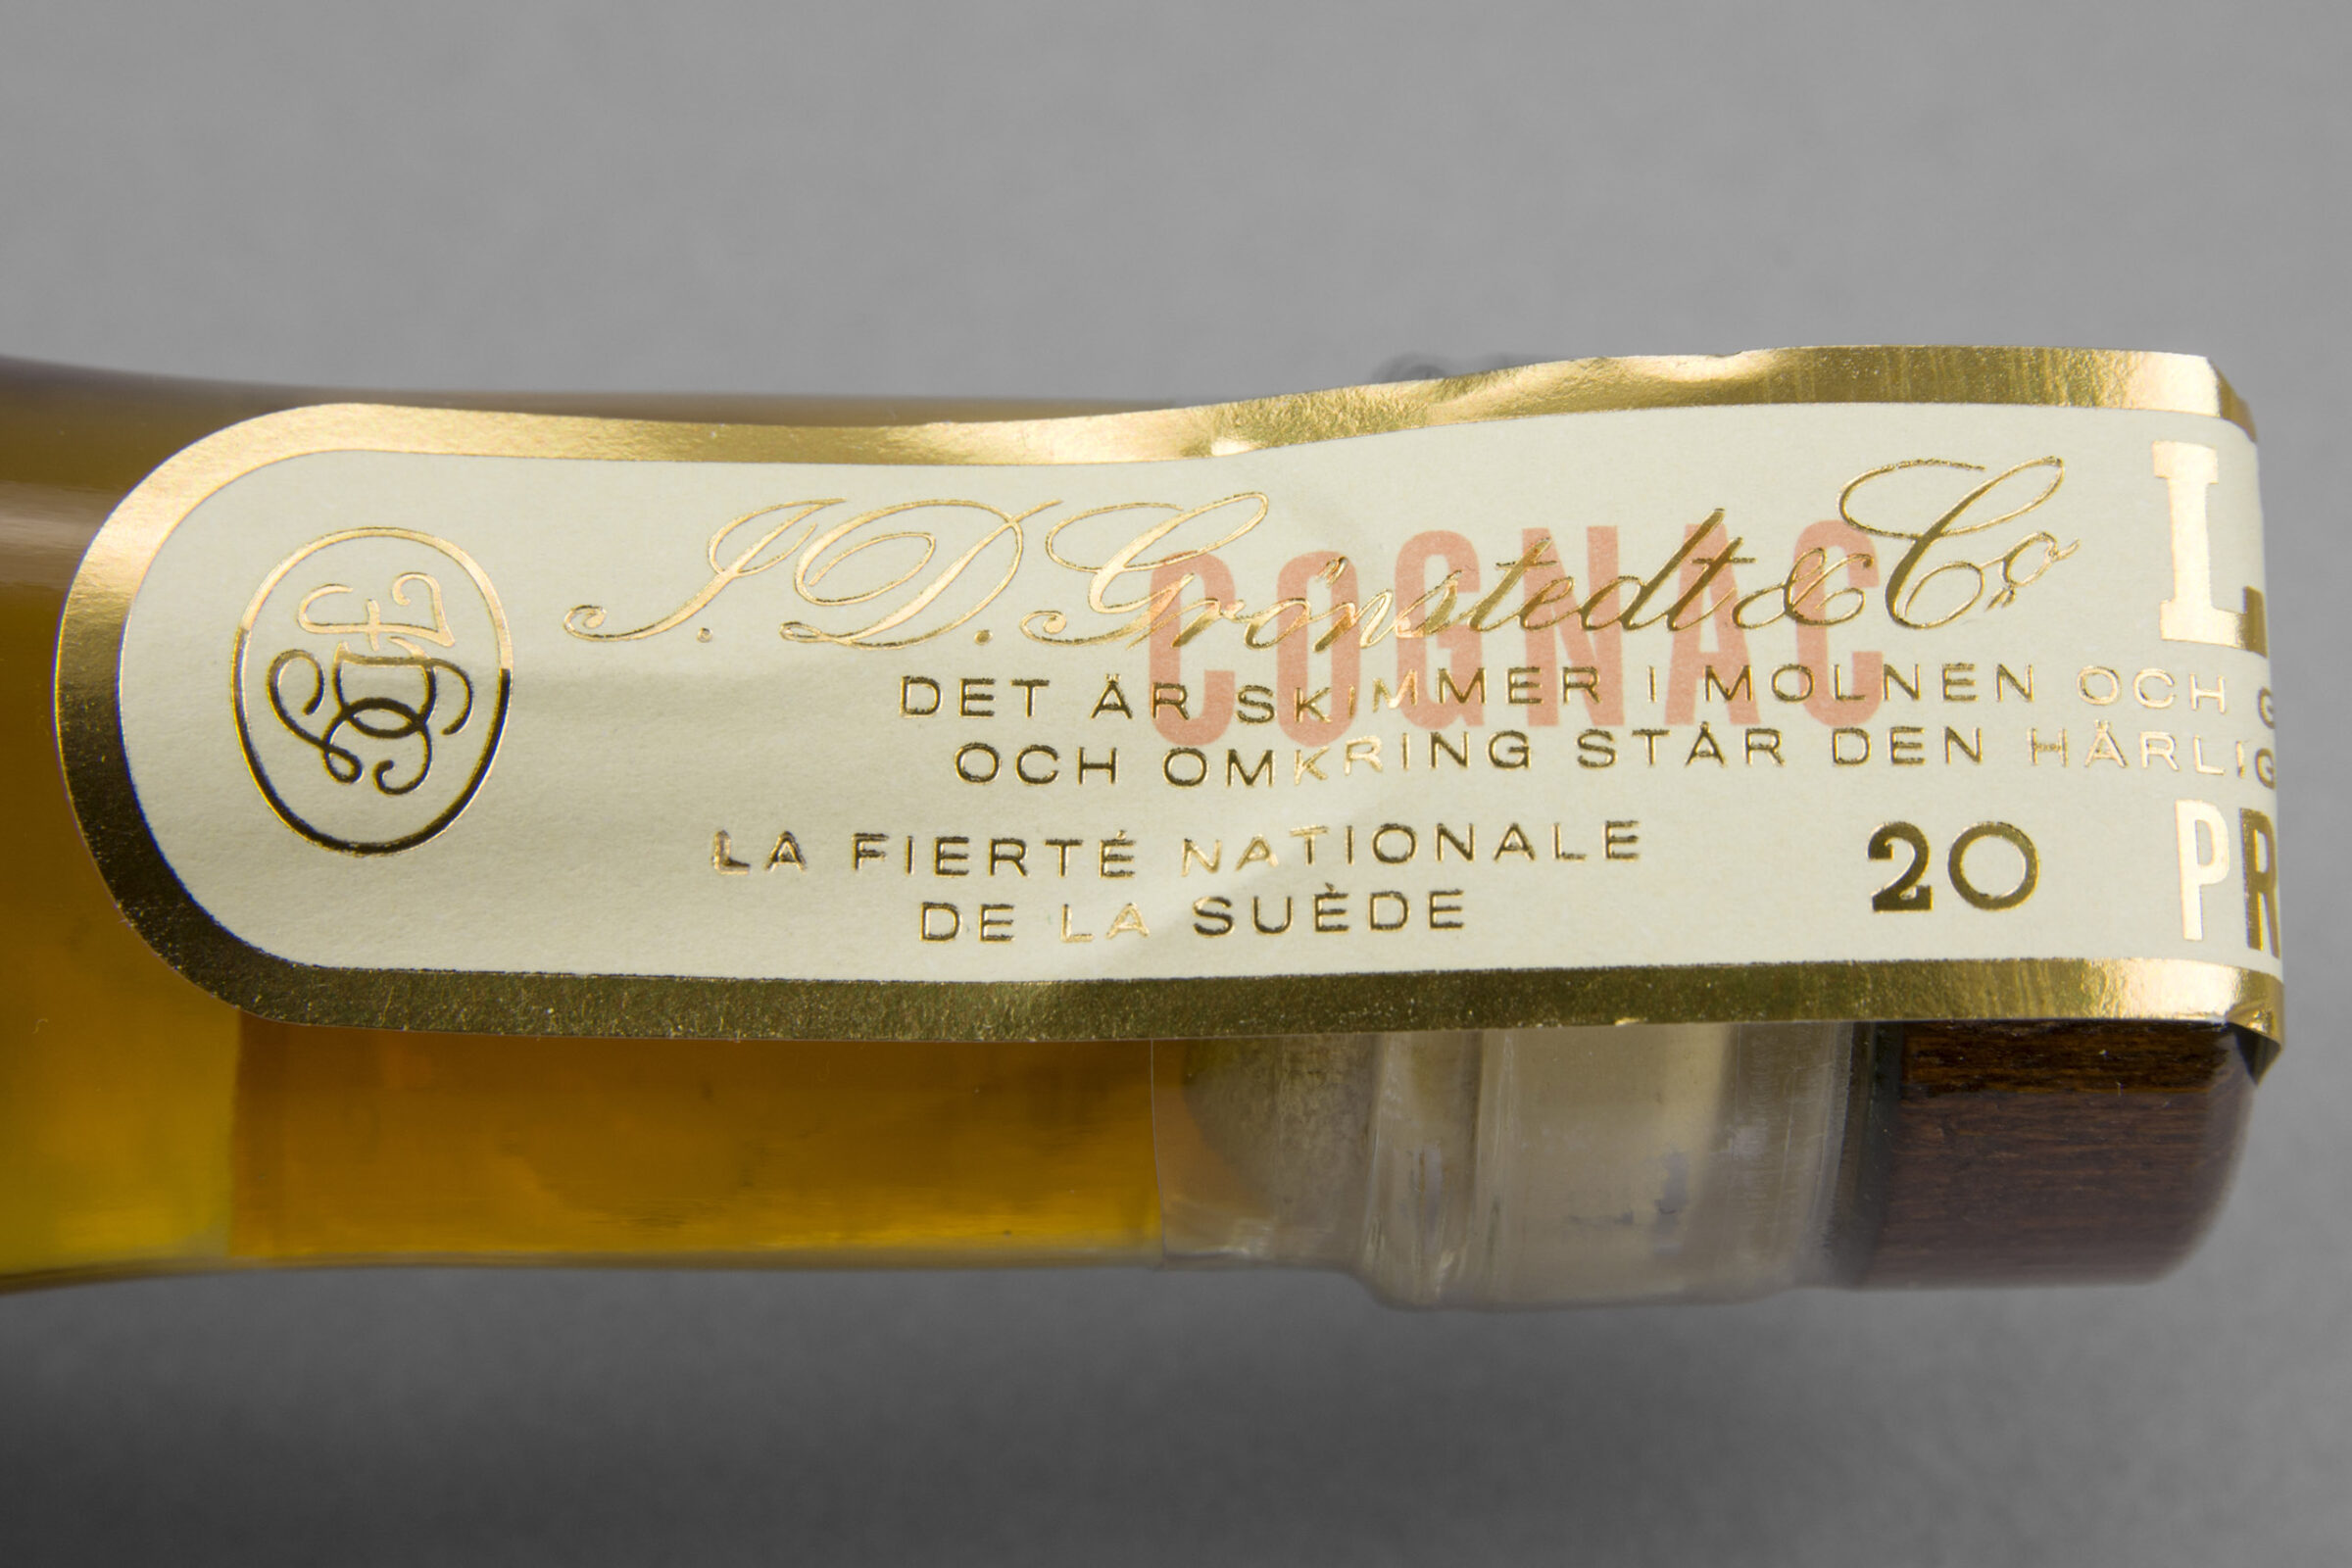 J. D. Grönstedt & Co
COGNAC
DET ÄR SKIMMER I MOLNEN OCH
OCH OMKRING STÅR DEN
LA FIERTÉ NATIONALE
DE LA SUÈDE
20